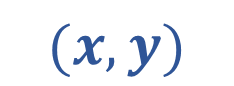 (x, y)